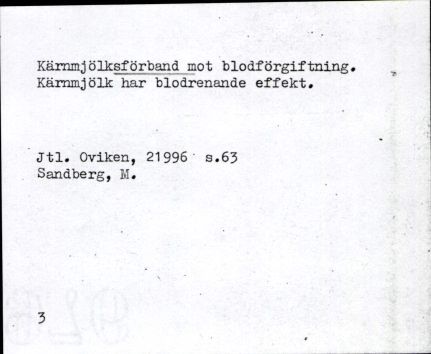 Kärnmjölksförband mot blodförgiftning.
Kärnmjölk har blodrenande effekt.
Jtl. Oviken, 21996 s.63
Sandberg, M.
3